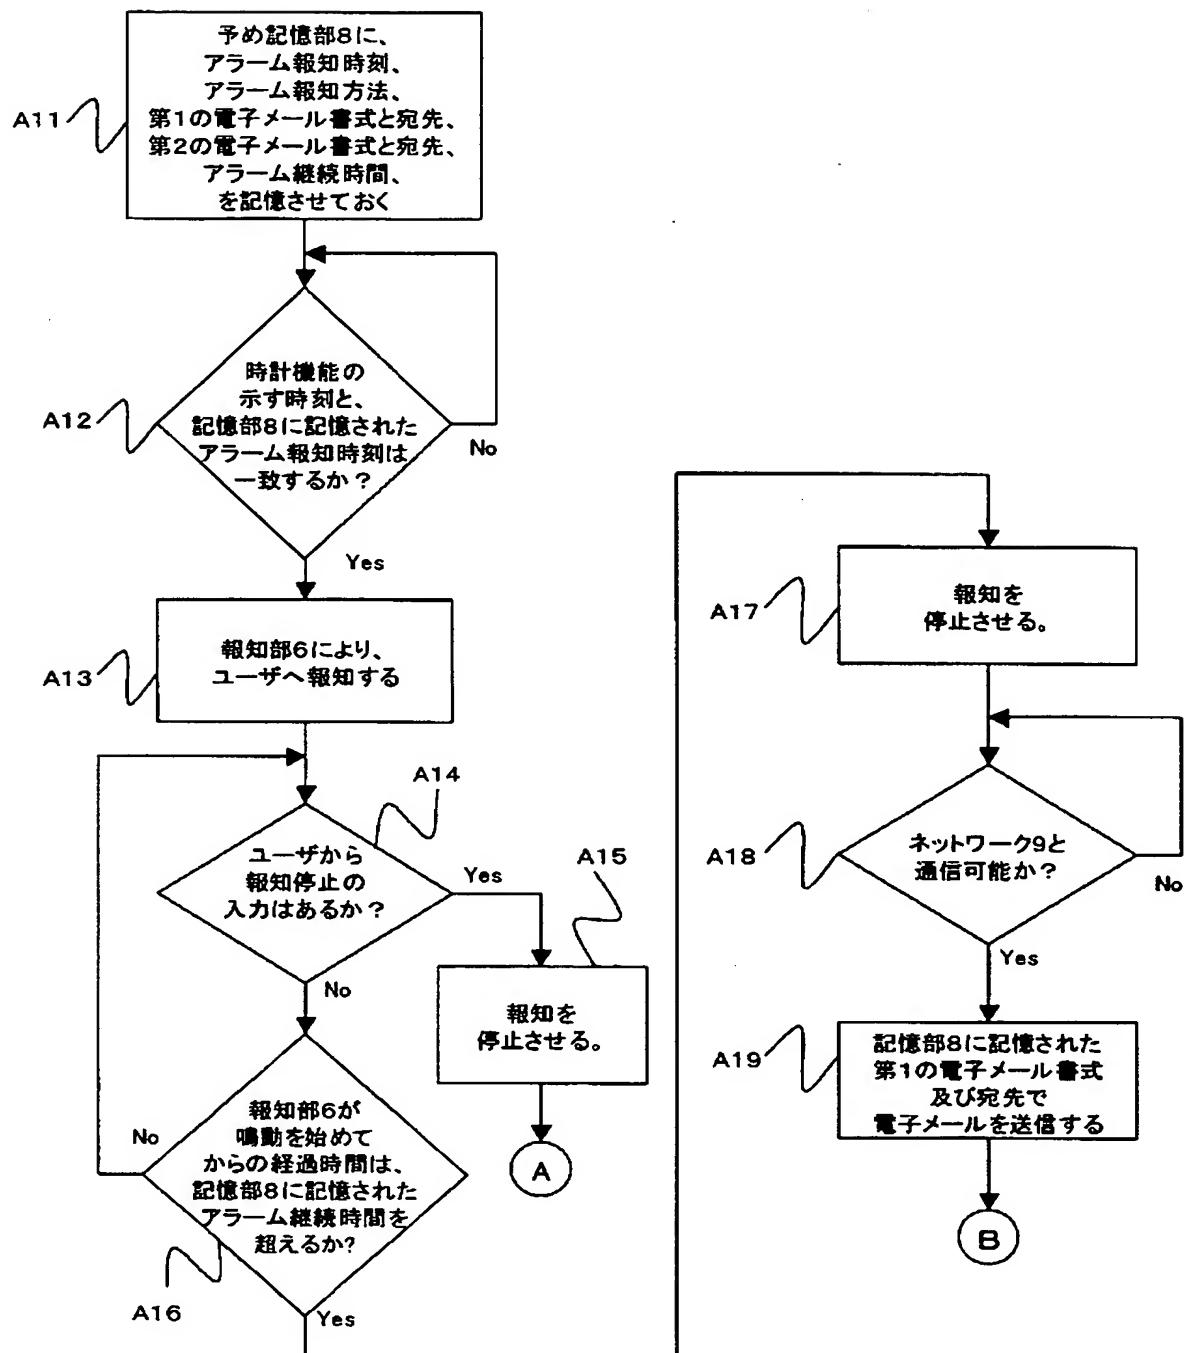 予め記憶部8に、
アラーム報知時刻、
アラーム報知方法、
第1の電子メール書式と宛先、
第2の電子メール書式と宛先、
アラーム継続時間、
を記憶させておく
A11
時計機能の
示す時刻と、
記憶部8に記憶された
アラーム報知時刻は
一致するか？
A12
No
Yes
報知部6により、
ユーザへ報知する
A13
A14
ユーザから
報知停止の
入力はあるか？
Yes
No
A15
報知を
停止させる。
A
報知部6が
鳴動を始めて
からの経過時間は、
記憶部8に記憶された
アラーム継続時間を
超えるか?
No
A16
Yes
報知を
停止させる。
A17
ネットワーク9と
通信可能か？
A18
No
Yes
記憶部8に記憶された
第1の電子メール書式
及び宛先で
電子メールを送信する
A19
B